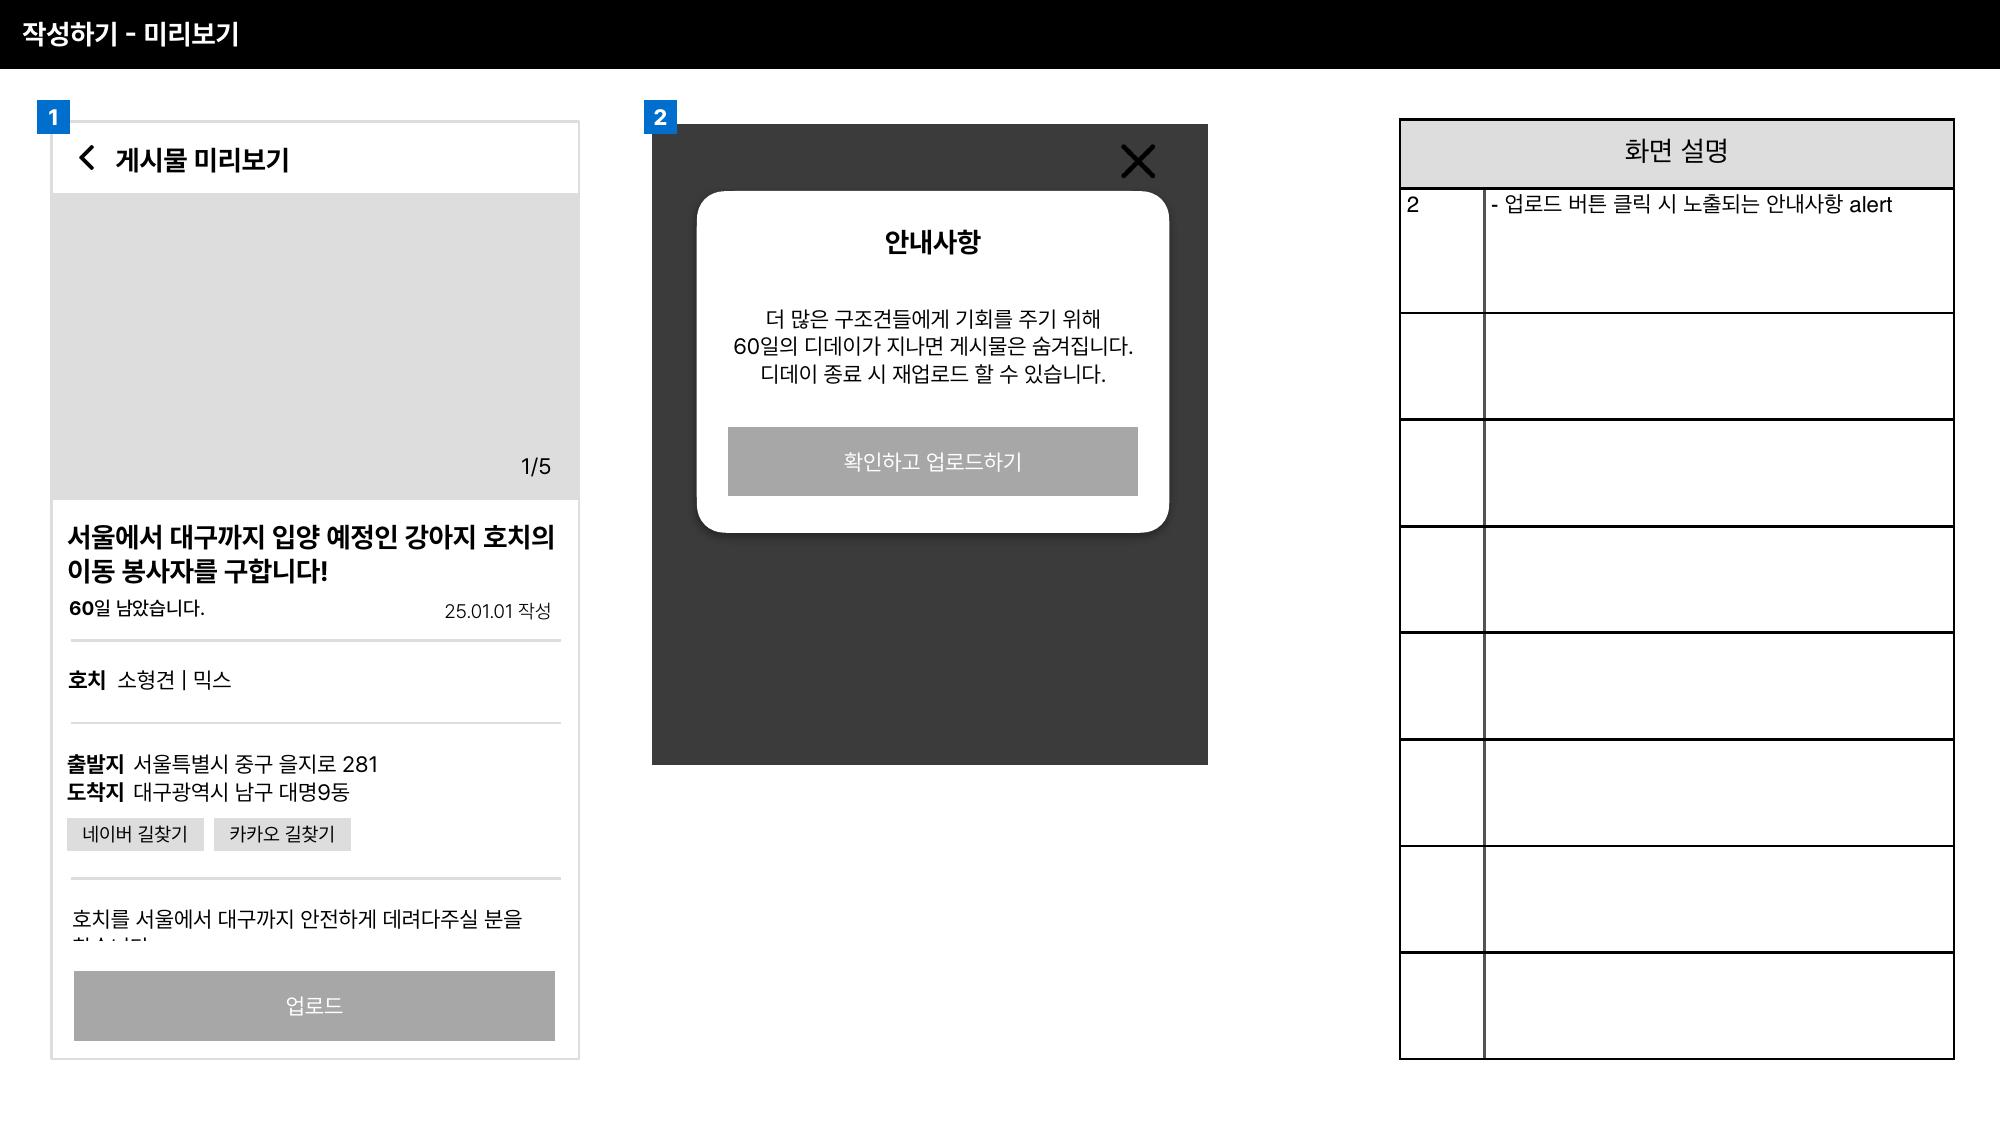 작성하기 - 미리보기
1
게시물 미리보기
1/5
서울에서 대구까지 입양 예정인 강아지 호치의
이동 봉사자를 구합니다!
60일 남았습니다.
25.01.01 작성
호치 소형견 | 믹스
출발지 서울특별시 중구 을지로 281
도착지 대구광역시 남구 대명9동
네이버 길찾기
카카오 길찾기
호치를 서울에서 대구까지 안전하게 데려다주실 분을
업로드
2
안내사항
더 많은 구조견들에게 기회를 주기 위해
60일의 디데이가 지나면 게시물은 숨겨집니다.
디데이 종료 시 재업로드 할 수 있습니다.
확인하고 업로드하기
화면 설명
2
- 업로드 버튼 클릭 시 노출되는 안내사항 alert